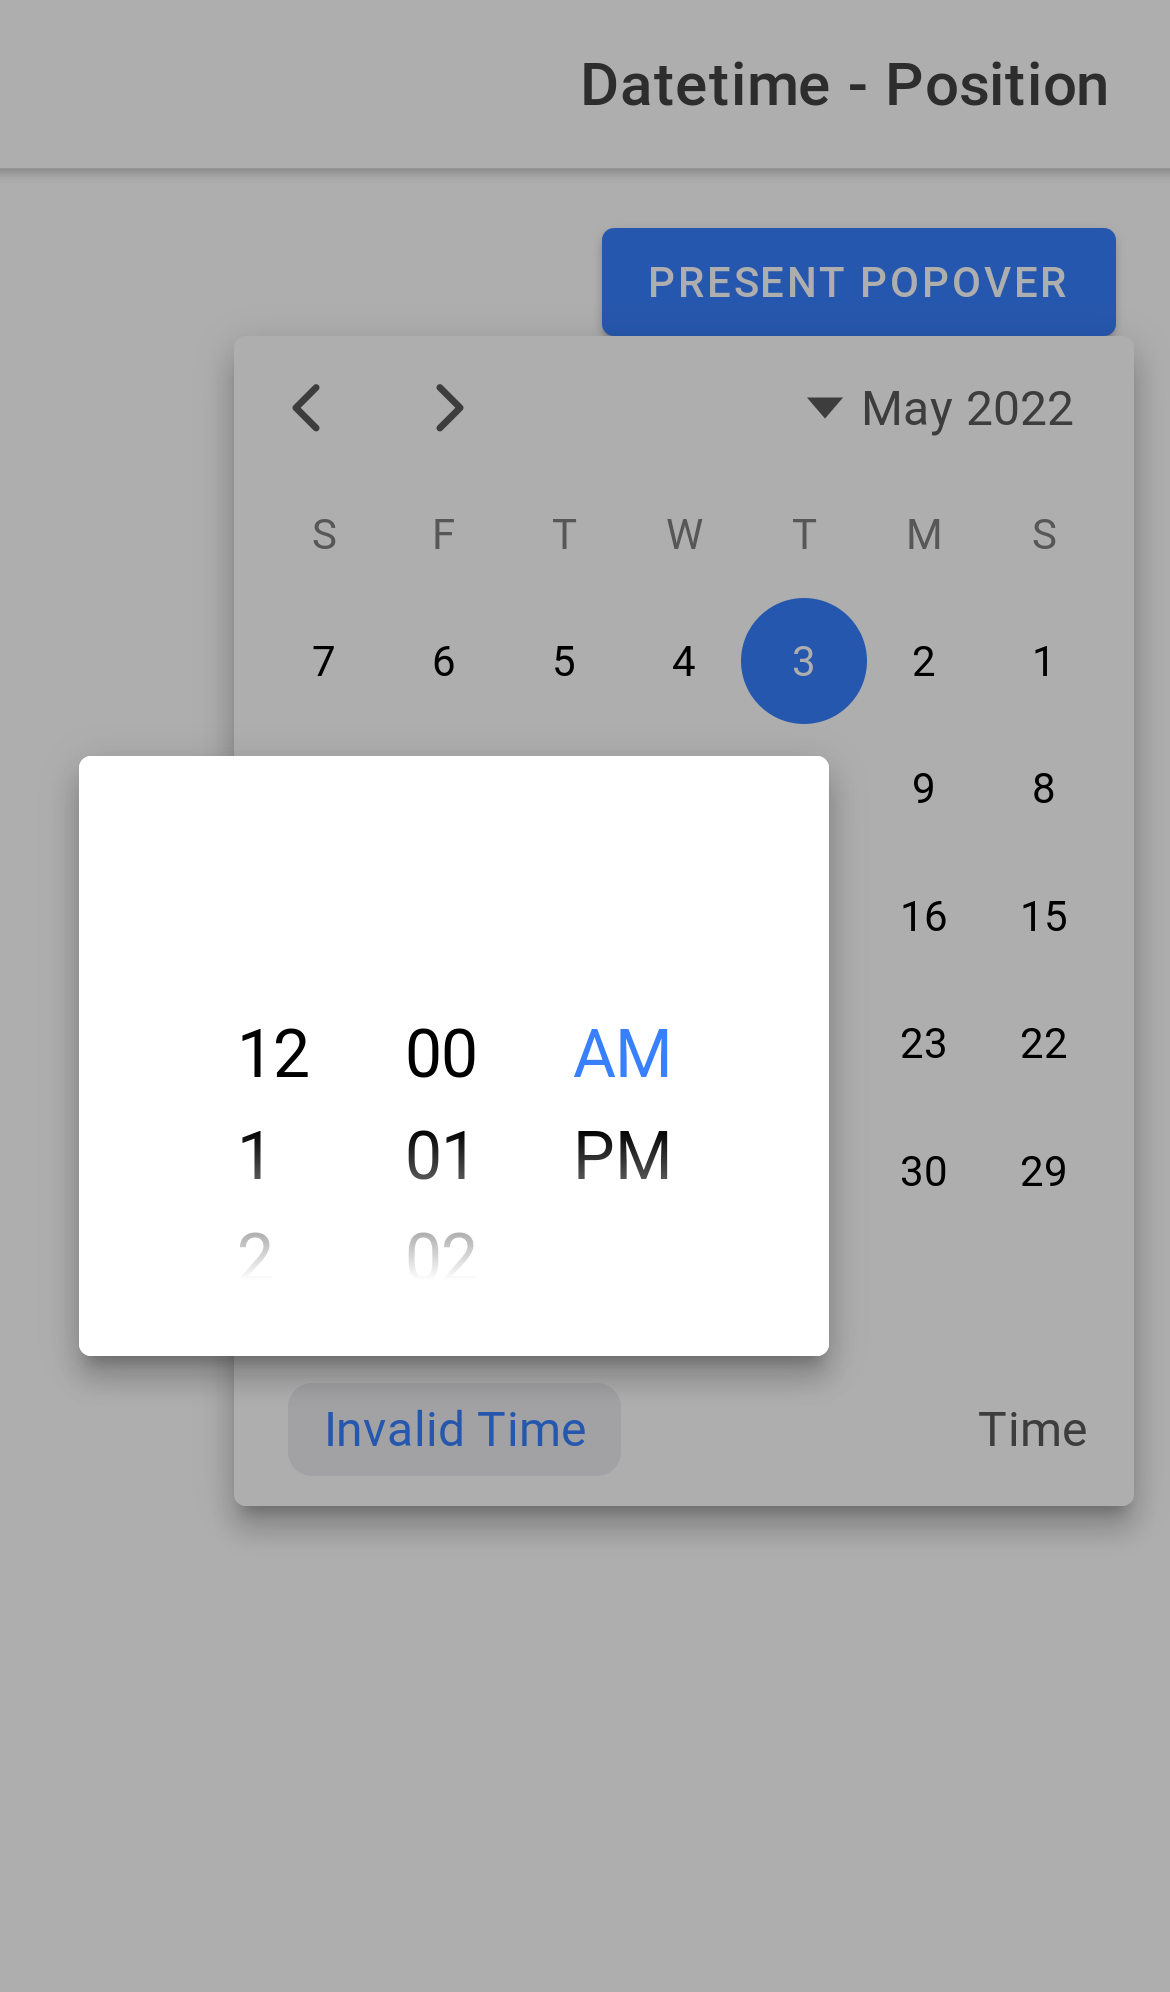 Datetime - Position
PRESENT POPOVER
May 2022
S F T W T M S
7 6 5 4 3 2 1
9 8
16 15
23 22
30 29
12 00 AM
1 01 PM
2 02
Invalid Time Time